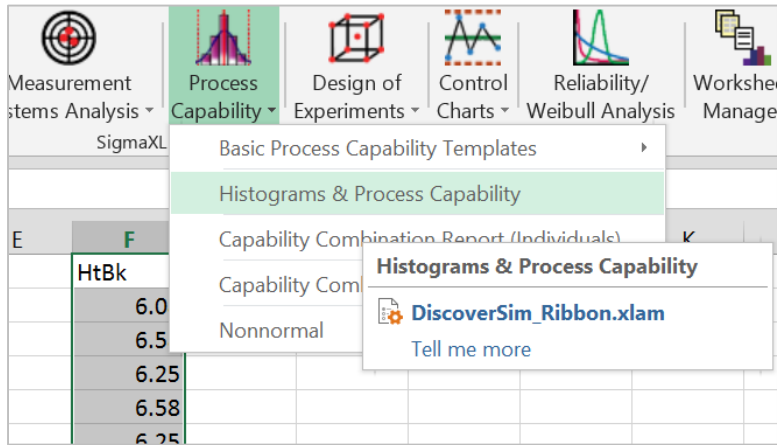 Measurement Process Design of Control Reliability/ Workshee
stems Analysis Capability Experiments Charts Weibull Analysis Manage
SigmaXL
Basic Process Capability Templates
Histograms & Process Capability
E F K
Capability Combination Report (Individuals)
HtBk
Histograms & Process Capability
Capability Com
6.0
DiscoverSim_Ribbon.xlam
6.5
Nonnormal
Tell me more
6.25
6.58
6.25